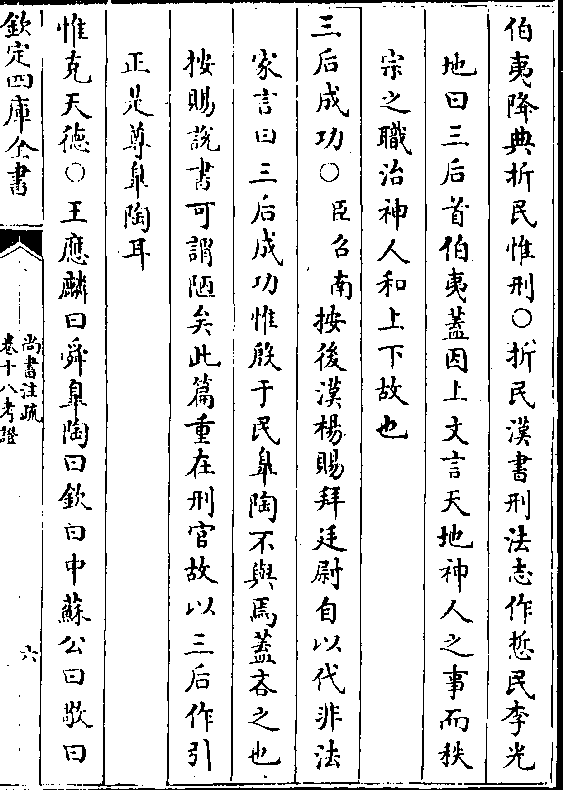 伯夷降典折民惟刑○折民漢書刑法志作悊民李光
地曰三后首伯夷蓋因上文言天地神人之事而秩
宗之職治神人和上下故也
三后成功○臣召南按後漢楊賜拜廷尉自以代非法
家言曰三后成功惟殷于民臯陶不與焉蓋吝之也
按賜說書可謂陋矣此篇重在刑官故以三后作引
正是尊臯陶耳
惟克天德○王應麟曰舜臯陶曰欽曰中蘇公曰敬曰
欽定四庫全書
尚書注疏
卷十八考證
六